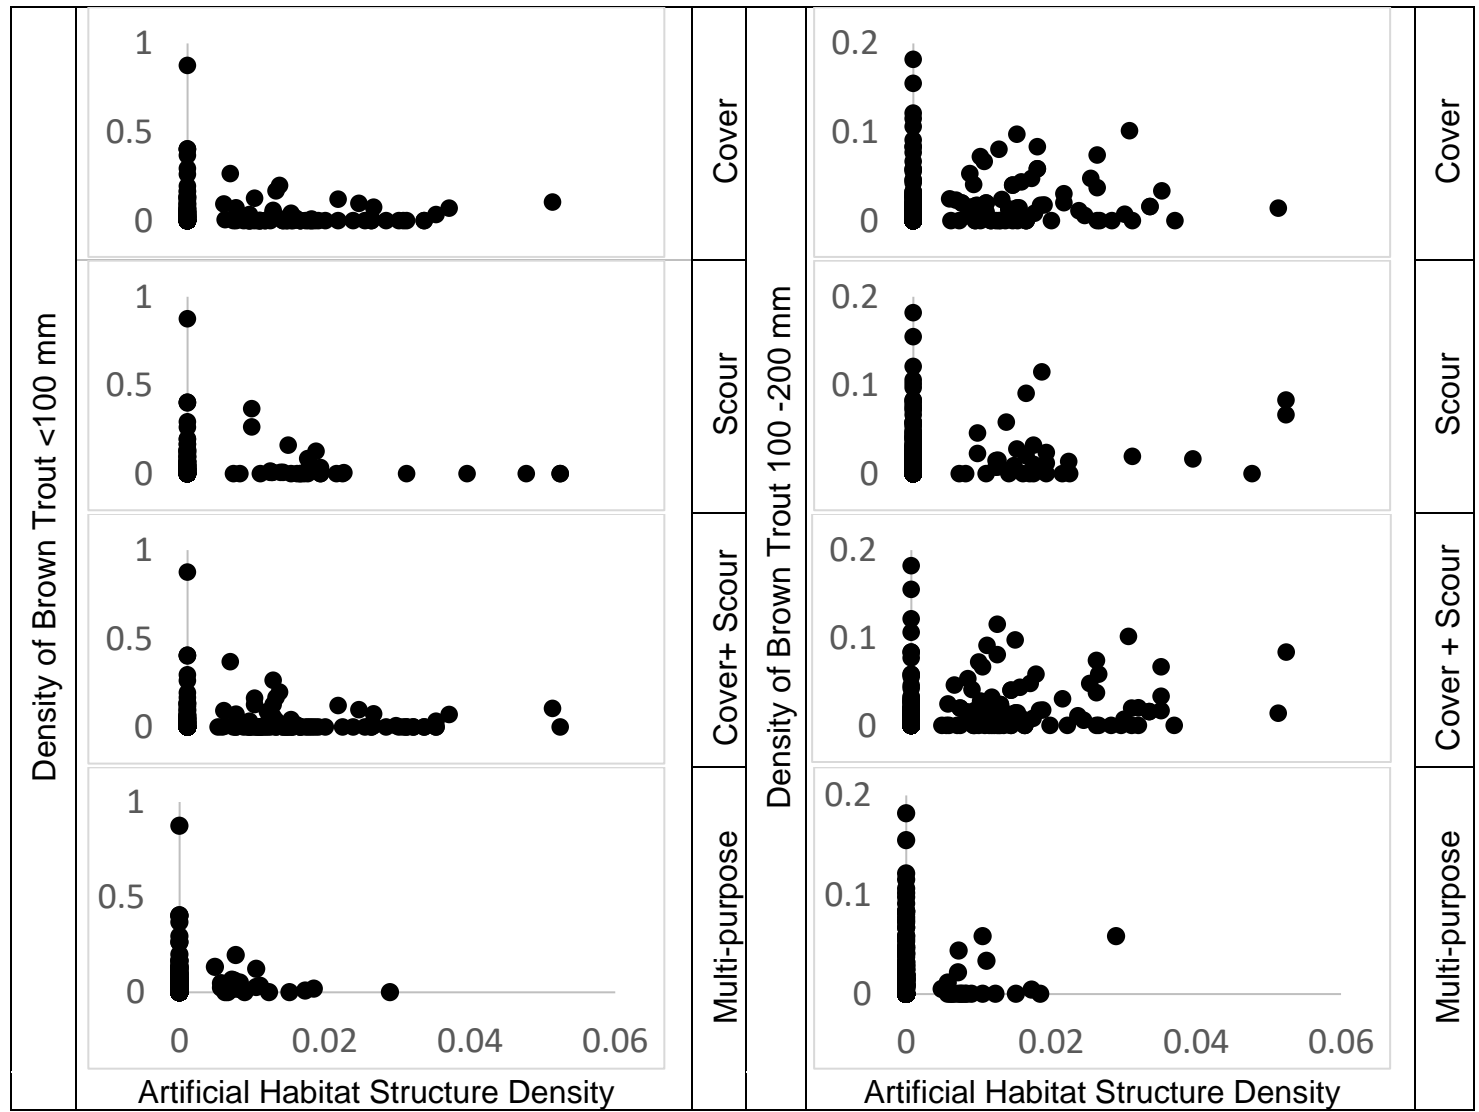 Density of Brown Trout <100 mm
1
0.5
0
Cover
1
0.5
0
Scour
1
0.5
0
Cover+ Scour
1
0.5
0
0 0.02 0.04 0.06
Multi-purpose
Artificial Habitat Structure Density
Density of Brown Trout 100 -200 mm
0.2
0.1
0
Cover
0.2
0.1
0
Scour
0.2
0.1
0
Cover + Scour
0.2
0.1
0
0 0.02 0.04 0.06
Multi-purpose
Artificial Habitat Structure Density